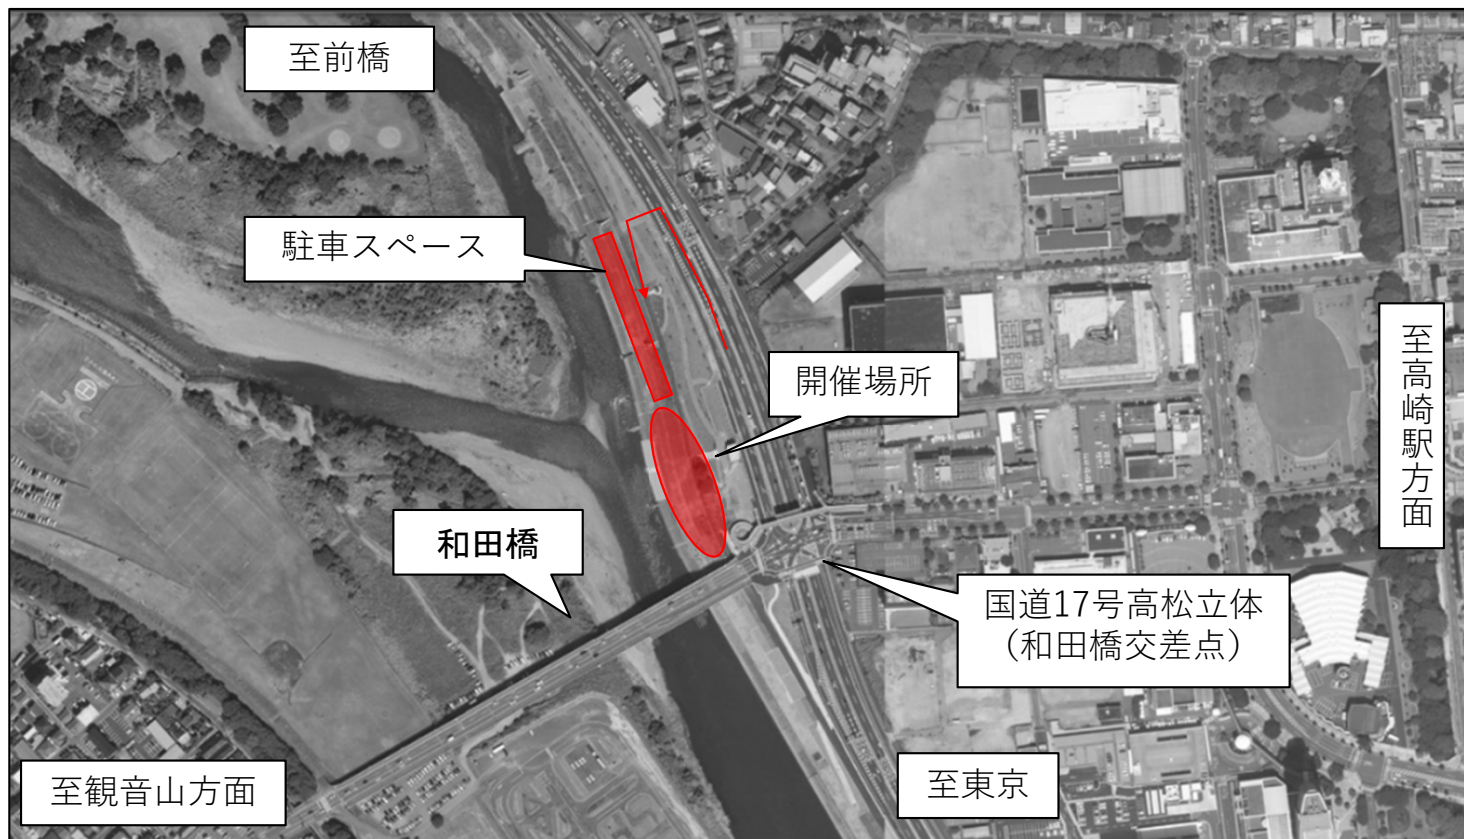 至前橋
駐車スペース
開催場所
至高崎駅方面
和田橋
国道17号高松立体
（和田橋交差点）
至観音山方面
至東京